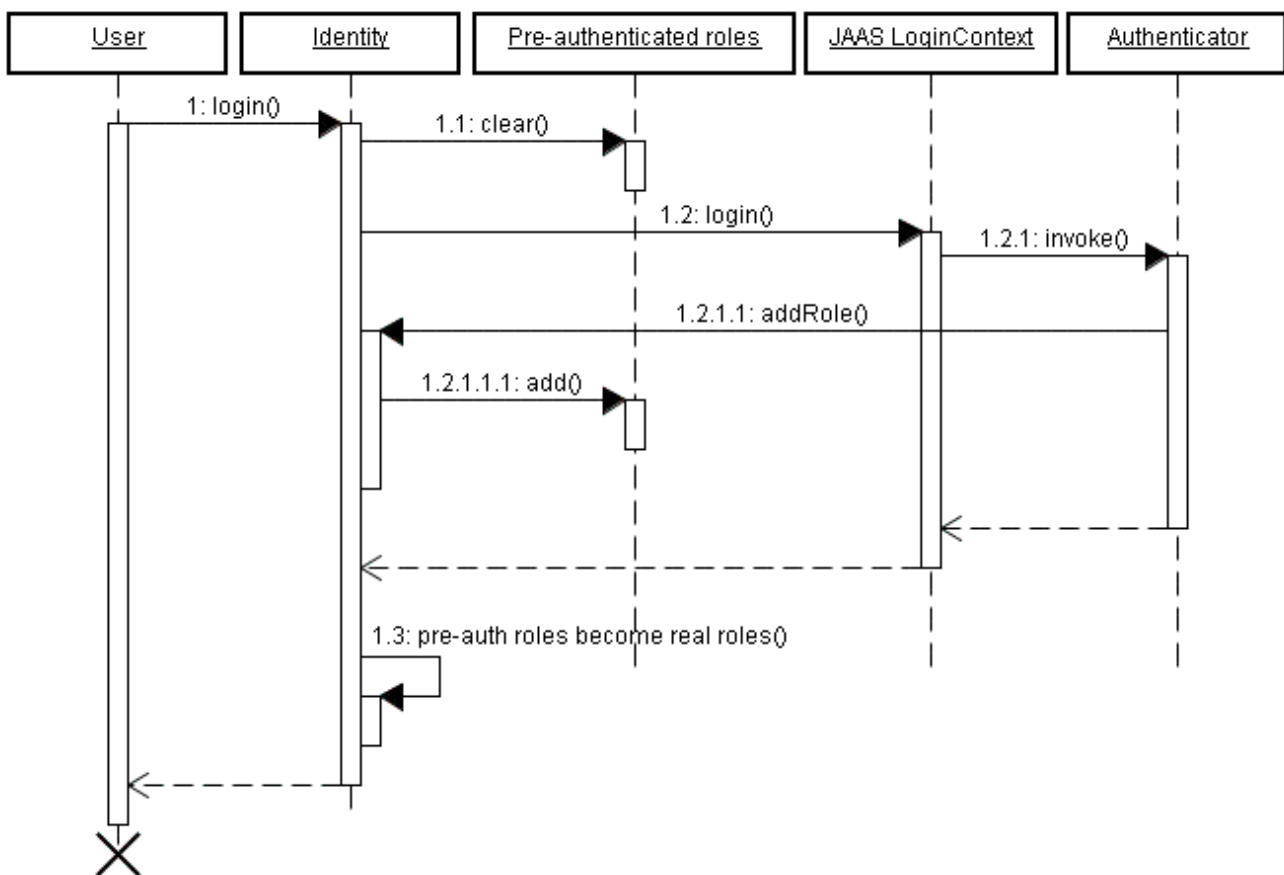 User
Identity
Pre-authenticated roles
JAAS LoginContext
Authenticator
1: login()
1.1: clear()
1.2: login()
1.2.1: invoke()
1.2.1.1: addRole()
1.2.1.1.1: add()
1.3: pre-auth roles become real roles()